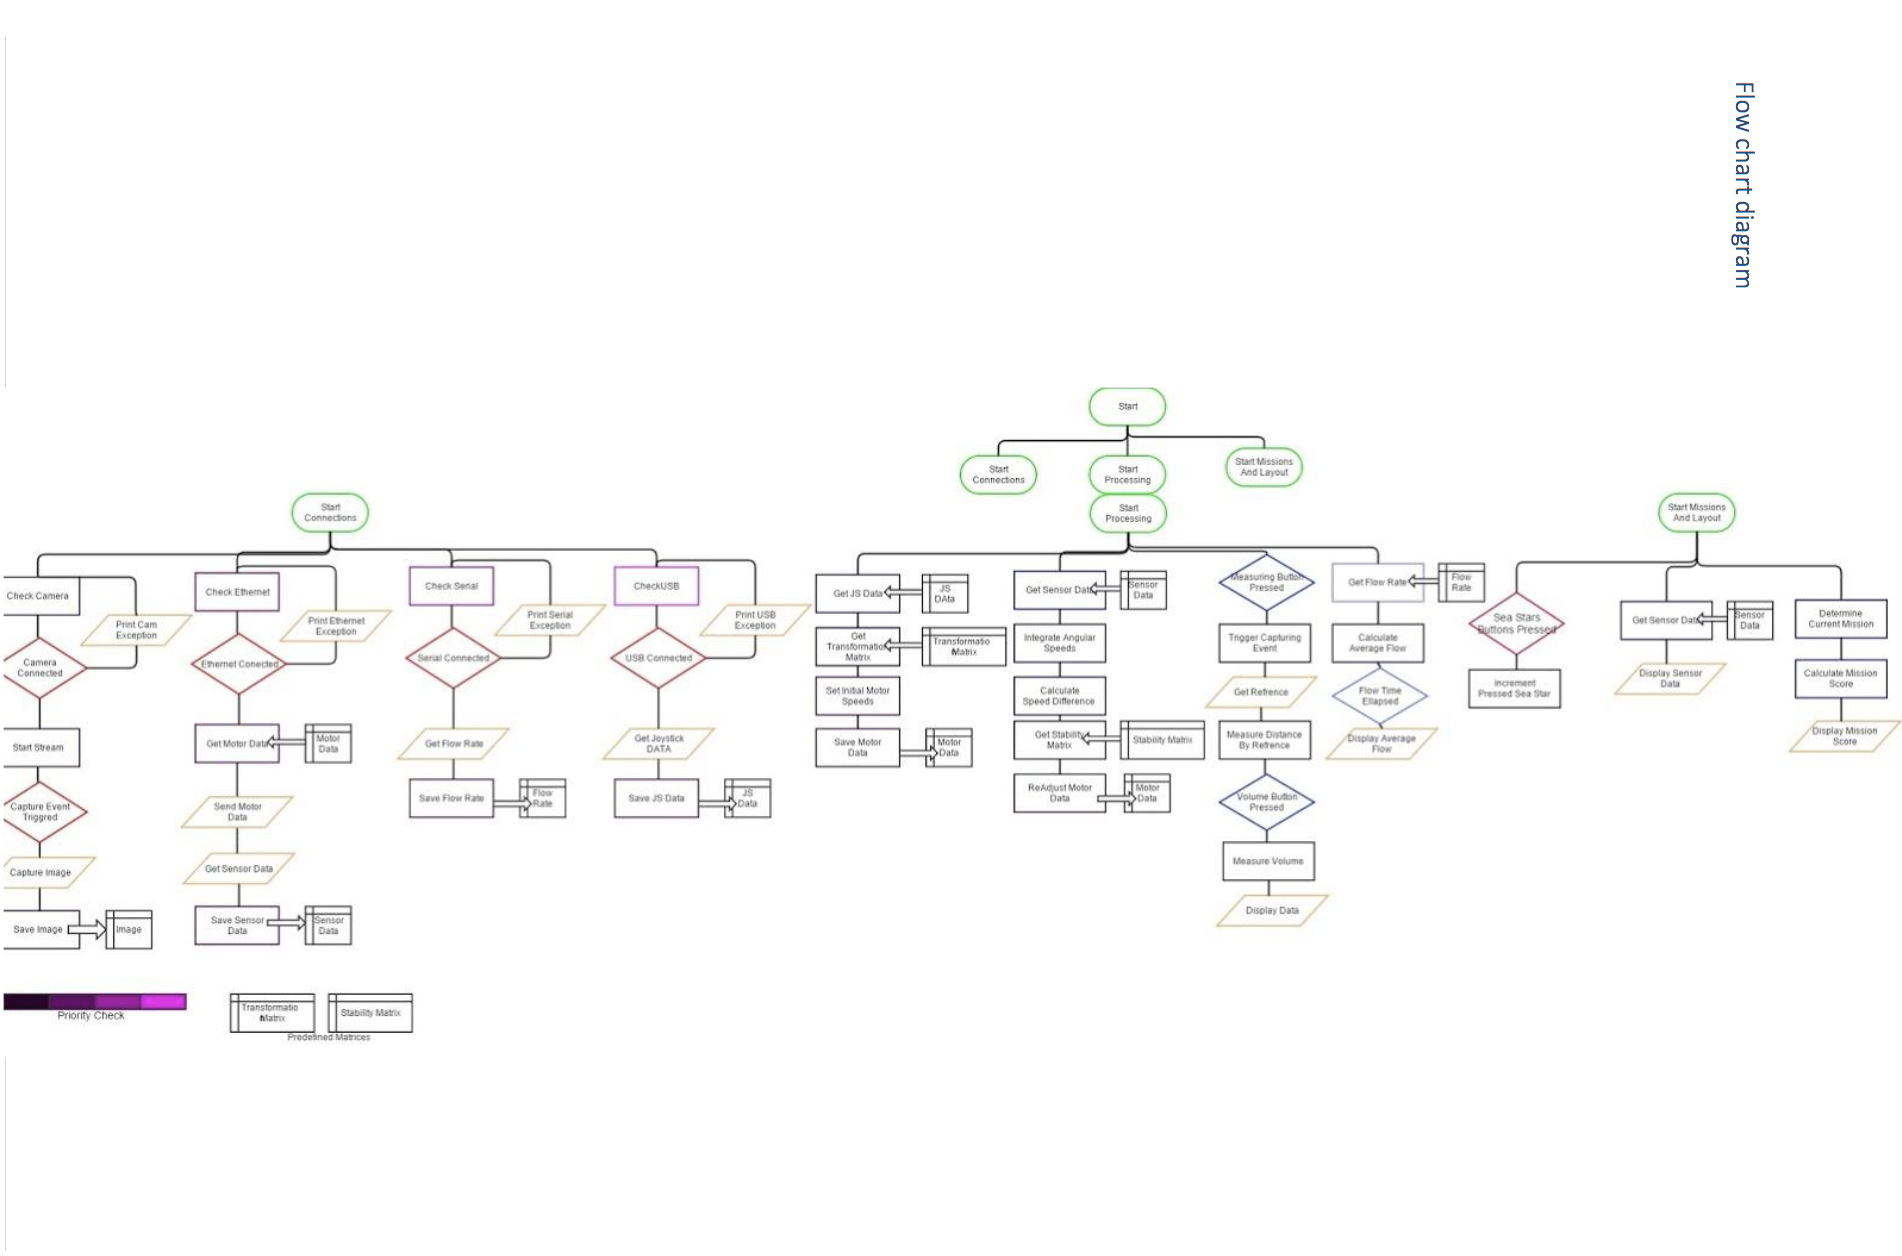 Flow chart diagram
Start
Start
Connections
Start
Processing
Start Missions
And Layout
Start
Connections
Check Camera
Print Cam
Exception
Camera
Connected
Start Stream
Capture Event
Triggred
Capture Image
Save Image
Image
Check Ethernet
Print Ethernet
Exception
Ethernet Conected
Get Motor Data
Motor
Data
Send Motor
Data
Get Sensor Data
Save Sensor
Data
Sensor
Data
Check Serial
Print Serial
Exception
Serial Connected
Get Flow Rate
Save Flow Rate
Flow
Rate
CheckUSB
Print USB
Exception
USB Connected
Get Joystick
DATA
Save JS Data
JS
Data
Start
Processing
Get JS Data
JS
DAta
Get
Transformation
Matrix
Transformatio
Matrix
Set Initial Motor
Speeds
Save Motor
Data
Motor
Data
Get Sensor Data
Sensor
Data
Integrate Angular
Speeds
Calculate
Speed Difference
Get Stability
Matrix
Stability Matrix
ReAdjust Motor
Data
Motor
Data
Measuring Button
Pressed
Trigger Capturing
Event
Get Refrence
Measure Distance
By Refrence
Volume Button
Pressed
Measure Volume
Display Data
Get Flow Rate
Flow
Rate
Calculate
Average Flow
Flow Time
Ellapsed
Display Average
Flow
Start Missions
And Layout
Sea Stars
Buttons Pressed
Increment
Pressed Sea Star
Get Sensor Data
Sensor
Data
Display Sensor
Data
Determine
Current Mission
Calculate Mission
Score
Display Mission
Score
Priority Check
Transformatio
Matrix
Stability Matrix
Predefined Matrices